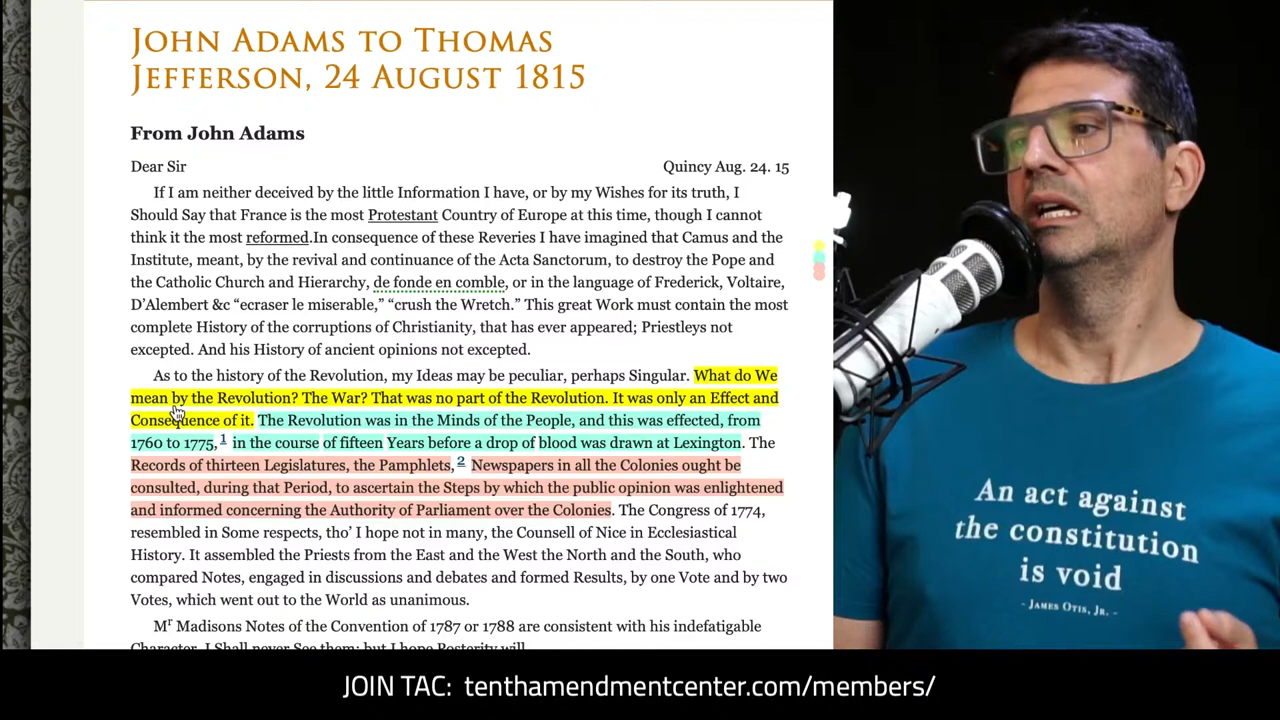 JOHN ADAMS TO THOMAS
JEFFERSON, 24 AUGUST 1815
From John Adams
Dear Sir
Quincy Aug. 24. 15
If I am neither deceived by the little Information I have, or by my Wishes for its truth, I
Should Say that France is the most Protestant Country of Europe at this time, though I cannot
think it the most reformed.In consequence of these Reveries I have imagined that Camus and the
Institute, meant, by the revival and continuance of the Acta Sanctorum, to destroy the Pope and
the Catholic Church and Hierarchy, de fonde en comble, or in the language of Frederick, Voltaire,
D’Alembert &c “ecraser le miserable,” “crush the Wretch.” This great Work must contain the most
complete History of the corruptions of Christianity, that has ever appeared; Priestleys not
excepted. And his History of ancient opinions not excepted.
As to the history of the Revolution, my Ideas may be peculiar, perhaps Singular. What do We
mean by the Revolution? The War? That was no part of the Revolution. It was only an Effect and
Consequence of it. The Revolution was in the Minds of the People, and this was effected, from
1760 to 1775,1 in the course of fifteen Years before a drop of blood was drawn at Lexington. The
Records of thirteen Legislatures, the Pamphlets,2 Newspapers in all the Colonies ought be
consulted, during that Period, to ascertain the Steps by which the public opinion was enlightened
and informed concerning the Authority of Parliament over the Colonies. The Congress of 1774,
resembled in Some respects, tho’ I hope not in many, the Counsell of Nice in Ecclesiastical
History. It assembled the Priests from the East and the West the North and the South, who
compared Notes, engaged in discussions and debates and formed Results, by one Vote and by two
Votes, which went out to the World as unanimous.
Mr Madisons Notes of the Convention of 1787 or 1788 are consistent with his indefatigable
Character. I Shall never See them; but I hope Posterity will.
An act against
the constitution
is void
- JAMES OTIS, JR. -
JOIN TAC: tenthamendmentcenter.com/members/